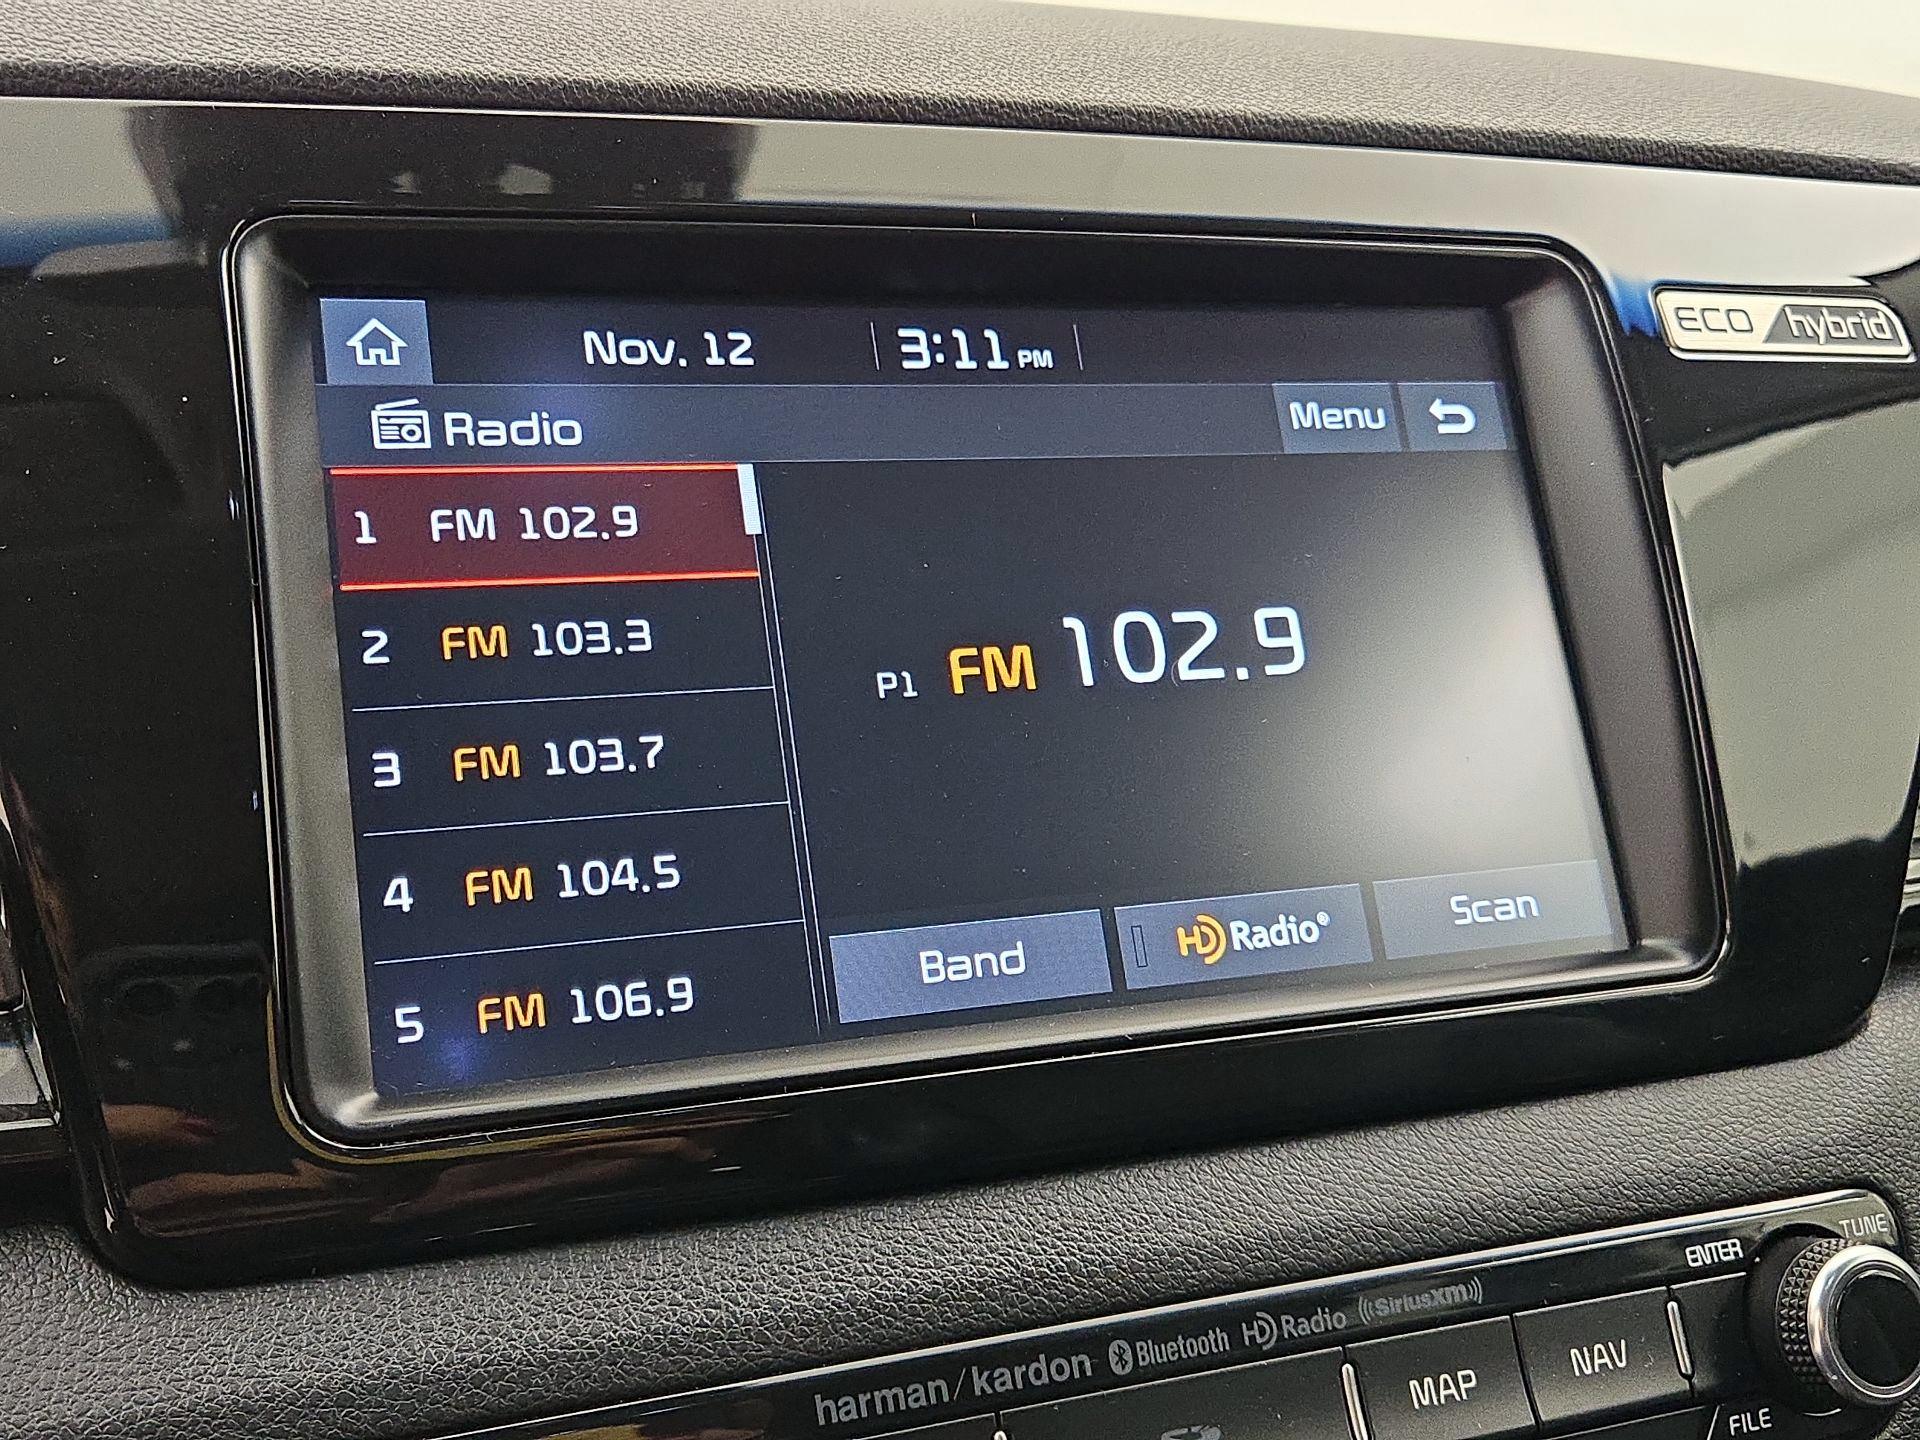 Nov. 12 3:11 PM
ECO hybrid
Radio Menu
1 FM 102.9
2 FM 103.3
3 FM 103.7
4 FM 104.5
5 FM 106.9
P1 FM 102.9
Band HD Radio® Scan
TUNE
ENTER
harman/kardon Bluetooth HD Radio ((SiriusXM))
MAP NAV
FILE